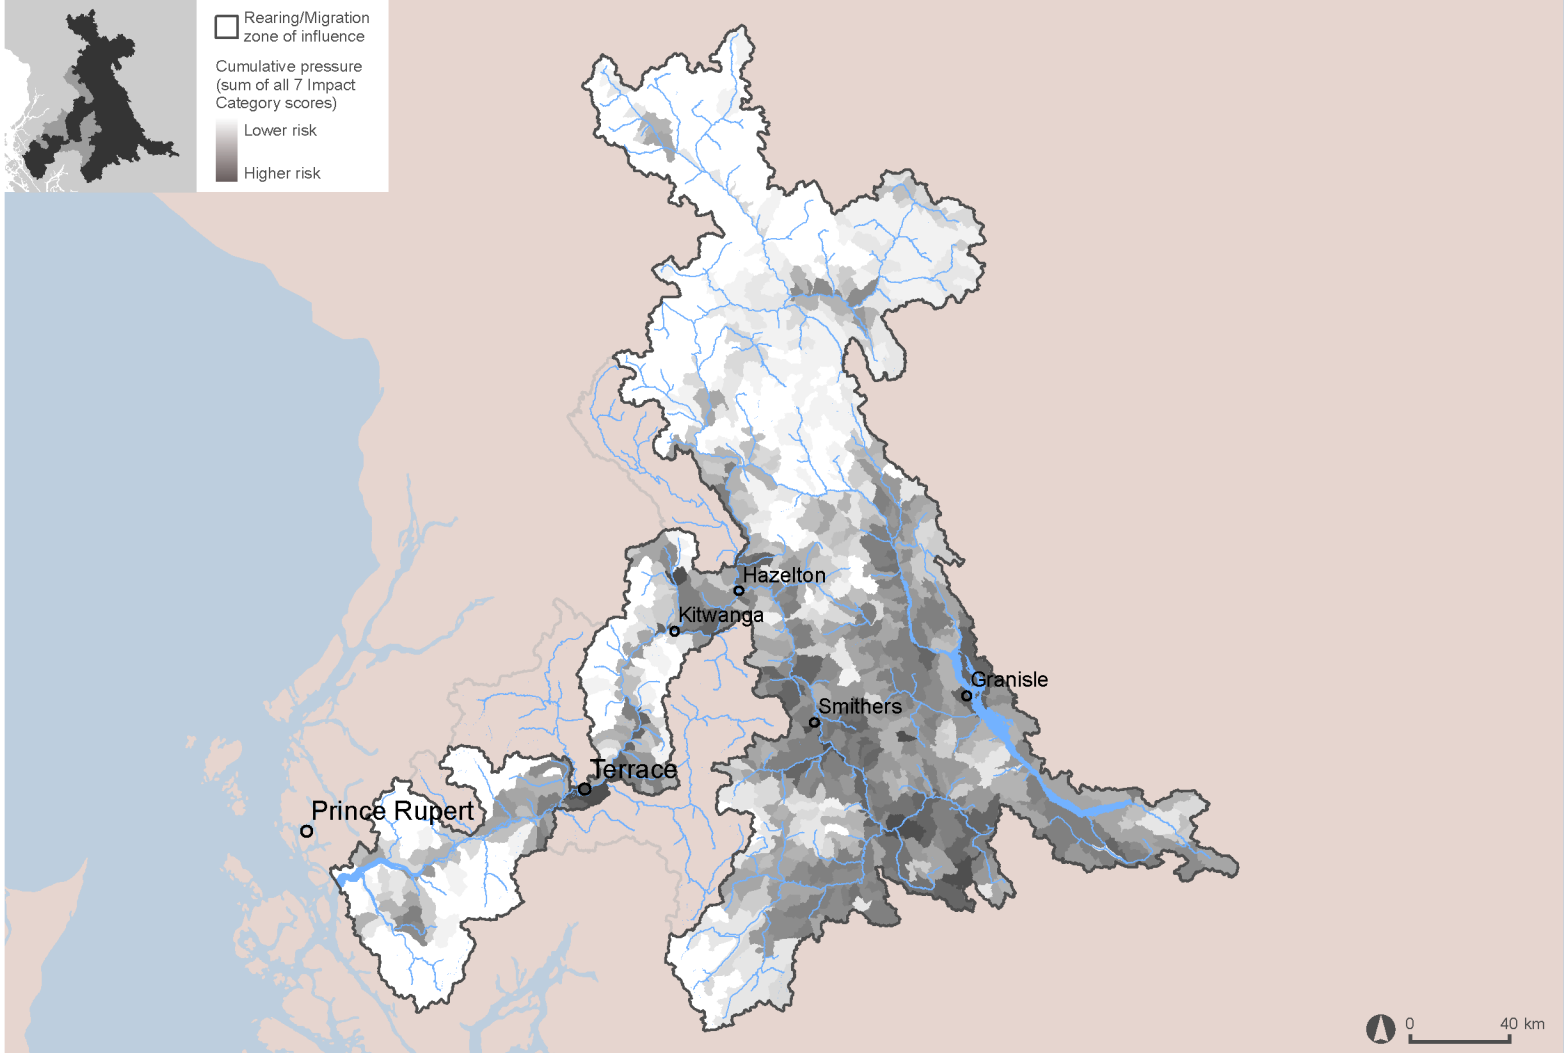 Rearing/Migration
zone of influence
Cumulative pressure
(sum of all 7 Impact
Category scores)
Lower risk
Higher risk
Hazelton
Kitwanga
Granisle
Smithers
Terrace
Prince Rupert
0 40 km